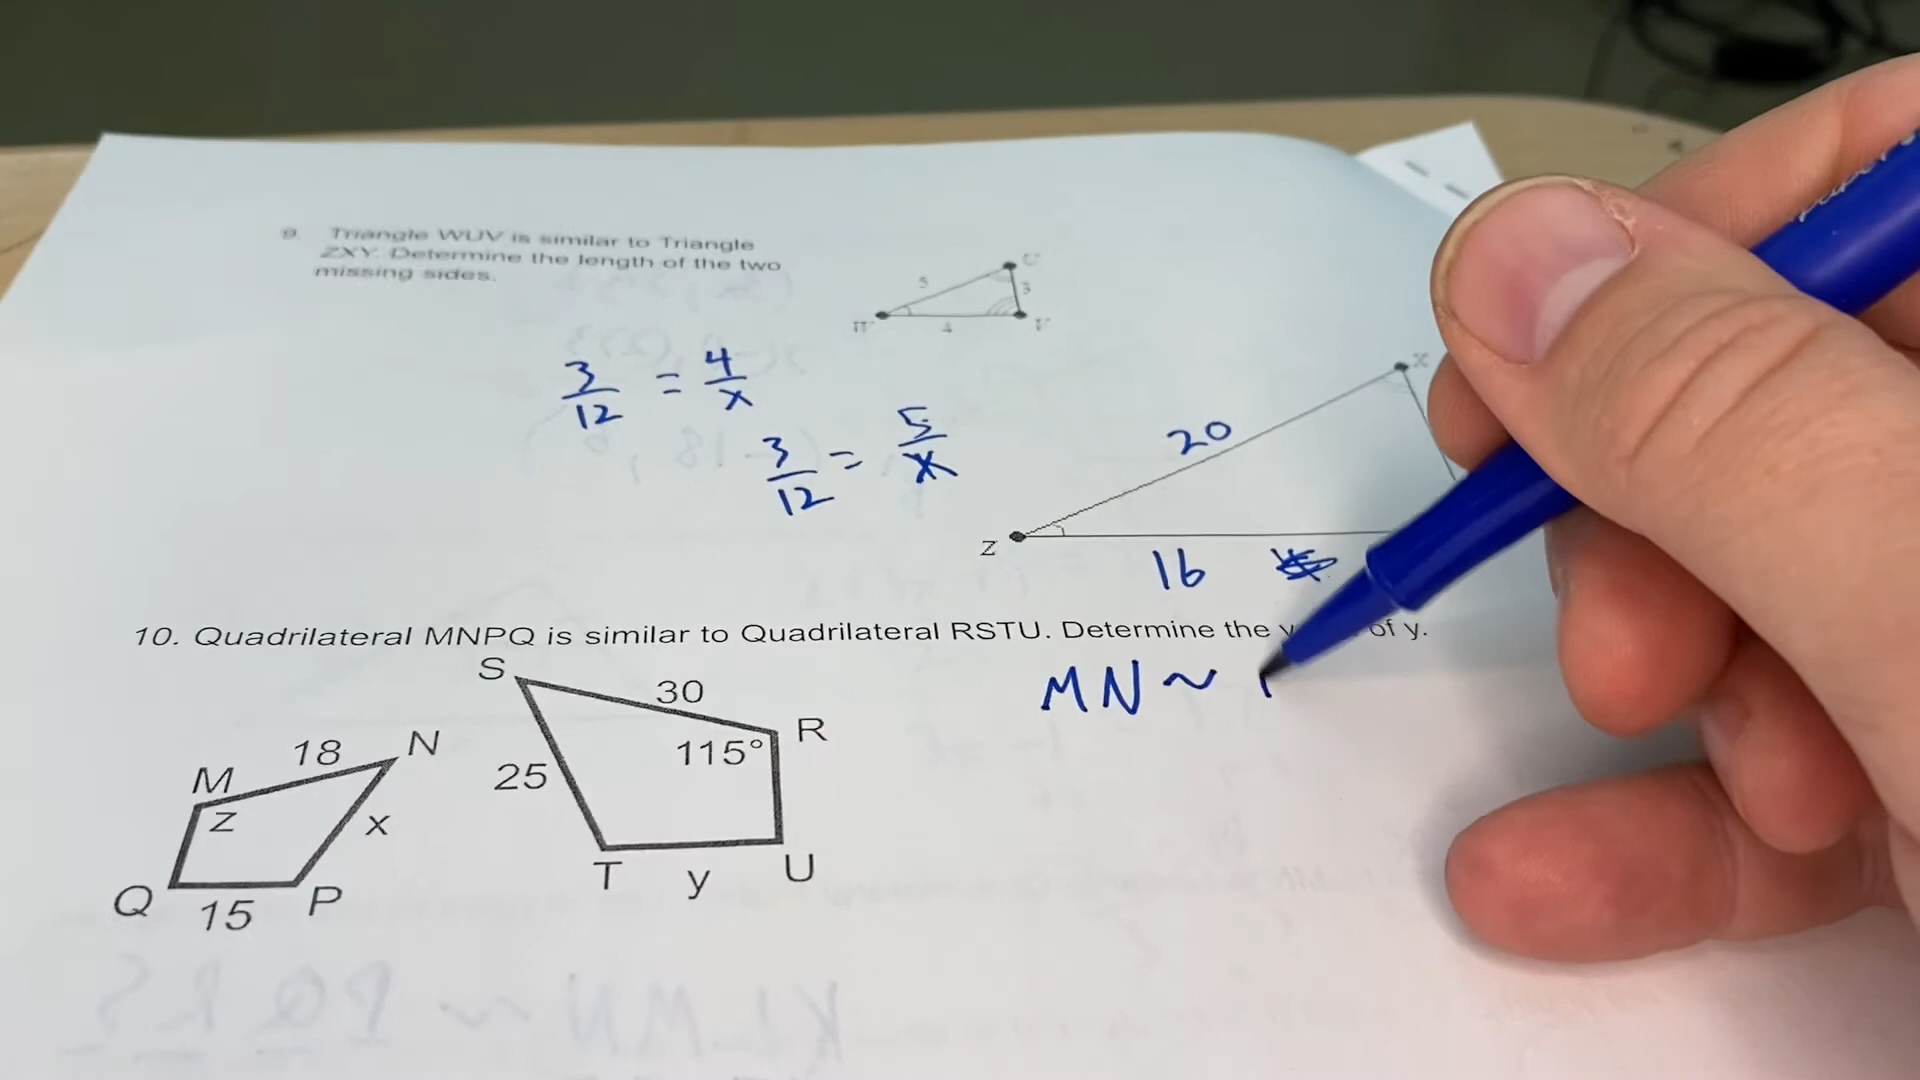 9 Triangle WUV is similar to Triangle
ZXY. Determine the length of the two
missing sides.
U
5
3
W
4
V
3/12 = 4/x
3/12 = 5/x
X
20
Z
16
10. Quadrilateral MNPQ is similar to Quadrilateral RSTU. Determine the of y.
MN ~
S
30
R
115°
25
T
y
U
M
18
N
z
x
Q
15
P